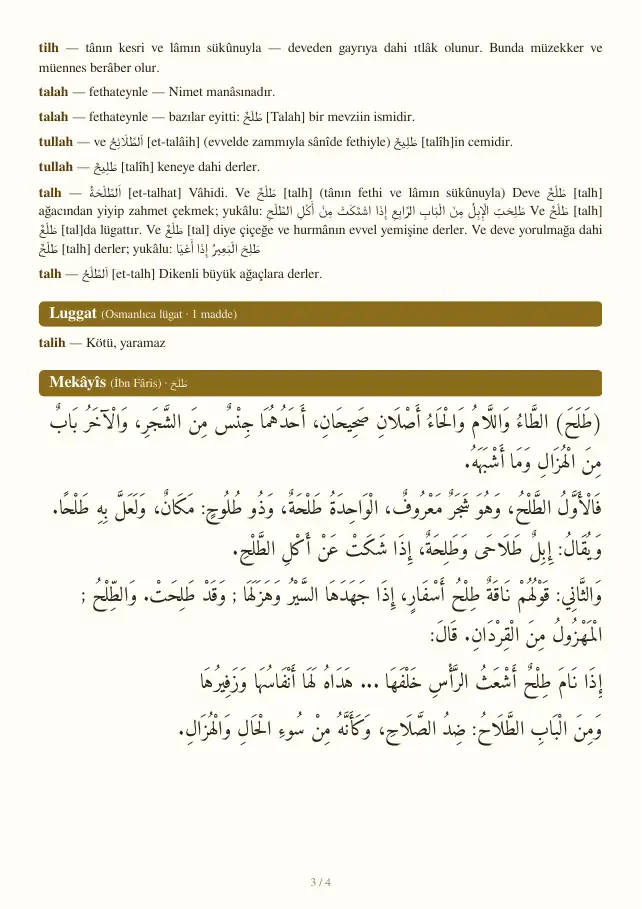 tilh — tânın kesri ve lâmın sükûnuyla — deveden gayrıya dahi ıtlâk olunur. Bunda müzekker ve
müennes berâber olur.
talah — fethateynle — Nimet manâsınadır.
talah — fethateynle — bazılar eyitti: طَلَحٌ [Talah] bir mevziin ismidir.
tullah — ve اَلطَّلَائِحُ [et-talâih] (evvelde zammıyla sânîde fethiyle) طَلِيحٌ [talîh]in cemidir.
tullah — طَلِيحٌ [talîh] keneye dahi derler.
talh — اَلطَّلْحَةُ [et-talhat] Vâhidi. Ve طَلْحٌ [talh] (tânın fethi ve lâmın sükûnuyla) Deve طَلْحٌ [talh]
ağacından yiyip zahmet çekmek; yukâlu: طَلِحَتِ الْإِبِلُ مِنَ الْبَابِ الرَّابِعِ إِذَا اشْتَكَتْ مِنْ أَكْلِ الطَّلْحِ Ve طَلْحٌ [talh]
طَلْعٌ [tal]da lügattır. Ve طَلْعٌ [tal] diye çiçeğe ve hurmânın evvel yemişine derler. Ve deve yorulmağa dahi
طَلْحٌ [talh] derler; yukâlu: طَلِحَ الْبَعِيرُ إِذَا أَعْيَا
talh — اَلطَّلْحُ [et-talh] Dikenli büyük ağaçlara derler.
Luggat (Osmanlıca lügat · 1 madde)
talih — Kötü, yaramaz
Mekâyîs (İbn Fâris) · طَلَحَ
(طَلَحَ) الطَّاءُ وَاللَّامُ وَالْحَاءُ أَصْلَانِ صَحِيحَانِ، أَحَدُهُمَا جِنْسٌ مِنَ الشَّجَرِ، وَالْآخَرُ بَابٌ
مِنَ الْهُزَالِ وَمَا أَشْبَهَهُ.
فَالْأَوَّلُ الطَّلْحُ، وَهُوَ شَجَرٌ مَعْرُوفٌ، الْوَاحِدَةُ طَلْحَةٌ، وَذُو طُلُوحٍ: مَكَانٌ، وَلَعَلَّ بِهِ طَلْحًا.
وَيُقَالُ: إِبِلٌ طَلَاحَى وَطَلِحَةٌ، إِذَا شَكَتْ عَنْ أَكْلِ الطَّلْحِ.
وَالثَّانِي: قَوْلُهُمْ نَاقَةٌ طِلْحُ أَسْفَارٍ، إِذَا جَهَدَهَا السَّيْرُ وَهَزَلَهَا ; وَقَدْ طَلِحَتْ. وَالطِّلْحُ ;
الْمَهْزُولُ مِنَ الْقِرْدَانِ. قَالَ:
إِذَا نَامَ طِلْحٌ أَشْعَثُ الرَّأْسِ خَلْفَهَا ... هَدَاهُ لَهَا أَنْفَاسُهَا وَزَفِيرُهَا
وَمِنَ الْبَابِ الطَّلَاحُ: ضِدُ الصَّلَاحِ، وَكَأَنَّهُ مِنْ سُوءِ الْحَالِ وَالْهُزَالِ.
3 / 4